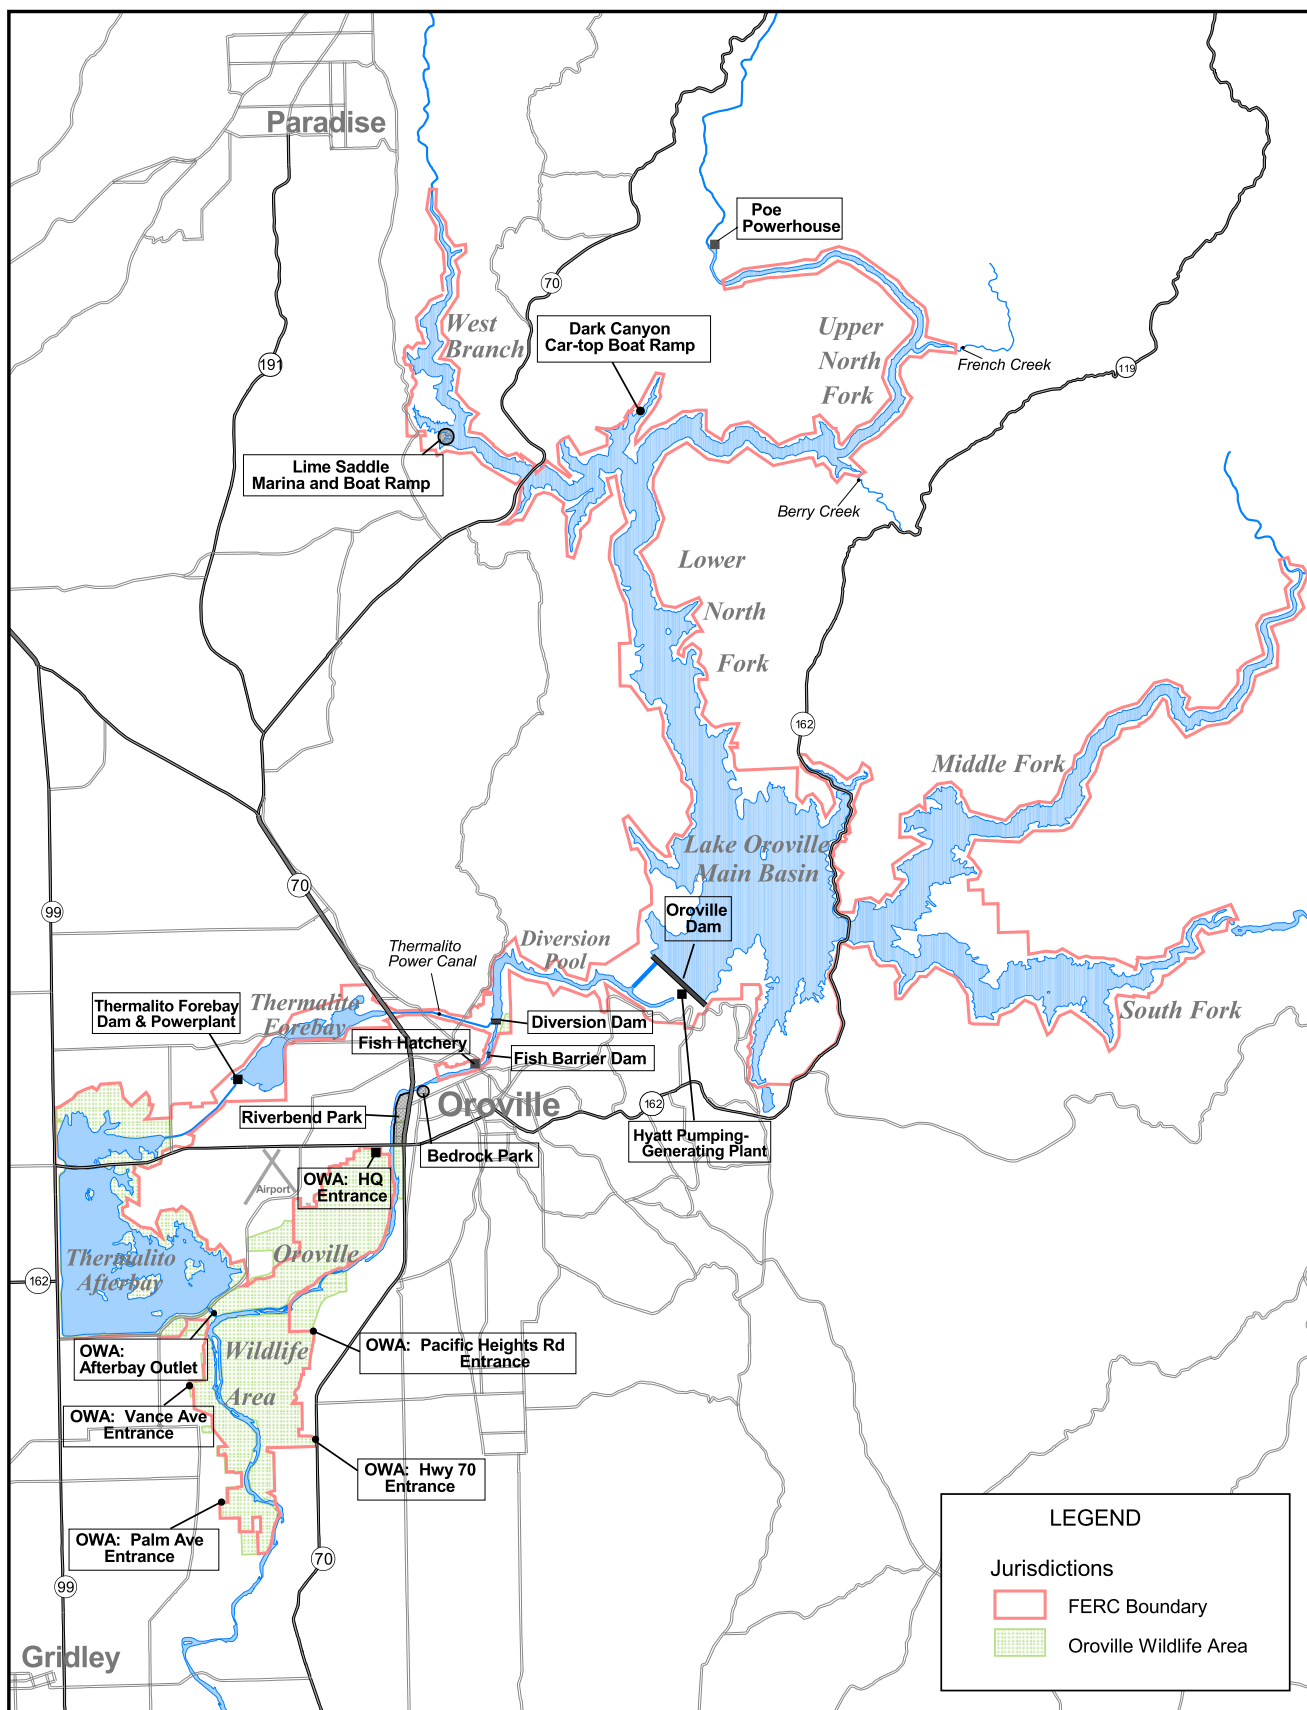 Paradise
Poe
Powerhouse
70
West
Branch
Dark Canyon
Car-top Boat Ramp
Upper
North
Fork
French Creek
191
119
Lime Saddle
Marina and Boat Ramp
Berry Creek
Lower
North
Fork
162
Middle Fork
Lake Oroville
Main Basin
70
99
Oroville
Dam
Diversion
Pool
Thermalito
Power Canal
Thermalito Forebay
Dam & Powerplant
Thermalito
Forebay
South Fork
Diversion Dam
Fish Hatchery
Fish Barrier Dam
Oroville
162
Riverbend Park
Bedrock Park
Hyatt Pumping-
Generating Plant
OWA: HQ
Entrance
Airport
Oroville
Thermalito
Afterbay
162
OWA:
Afterbay Outlet
Wildlife
OWA: Pacific Heights Rd
Entrance
Area
OWA: Vance Ave
Entrance
OWA: Hwy 70
Entrance
OWA: Palm Ave
Entrance
70
99
Gridley
LEGEND
Jurisdictions
FERC Boundary
Oroville Wildlife Area